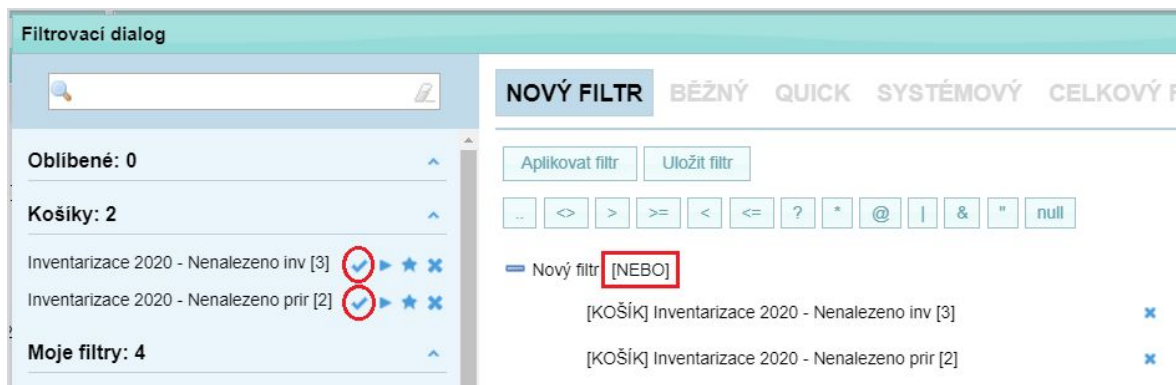 Filtrovací dialog
NOVÝ FILTR BĚŽNÝ QUICK SYSTÉMOVÝ CELKOVÝ
Oblíbené: 0
Aplikovat filtr Uložit filtr
Košíky: 2
.. <> > >= < <= ? * @ | & " null
Inventarizace 2020 - Nenalezeno inv [3]
Nový filtr [NEBO]
Inventarizace 2020 - Nenalezeno prir [2]
[KOŠÍK] Inventarizace 2020 - Nenalezeno inv [3]
Moje filtry: 4
[KOŠÍK] Inventarizace 2020 - Nenalezeno prir [2]